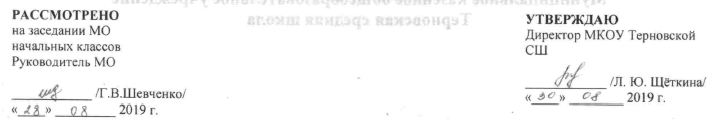 РАССМОТРЕНО
на заседании МО
начальных классов
Руководитель МО
/Г.В.Шевченко/
« 28 » 08 2019 г.
УТВЕРЖДАЮ
Директор МКОУ Терновской
СШ
/Л. Ю. Щёткина/
« 30 » 08 2019 г.